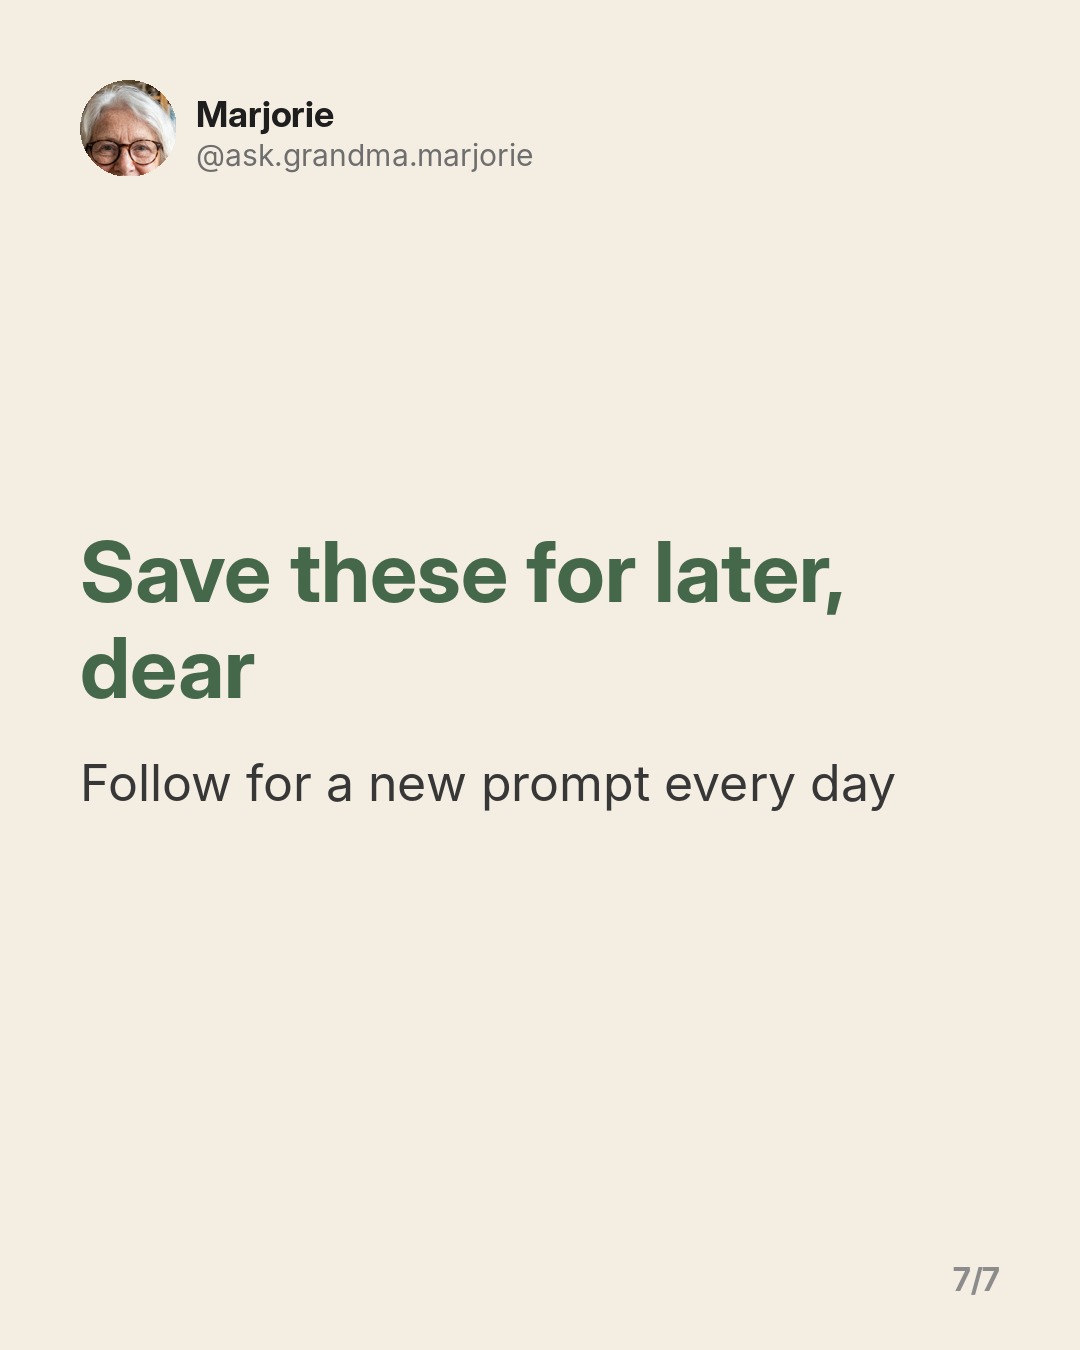 Marjorie
@ask.grandma.marjorie
Save these for later,
dear
Follow for a new prompt every day
7/7